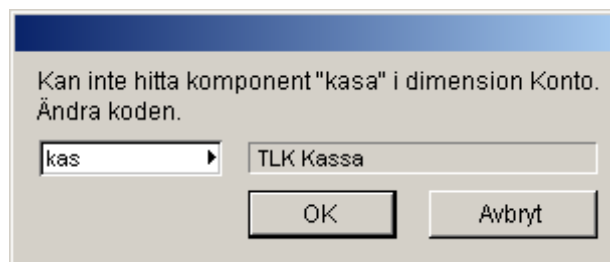 Kan inte hitta komponent "kasa" i dimension Konto.
Ändra koden.
kas TLK Kassa
OK Avbryt